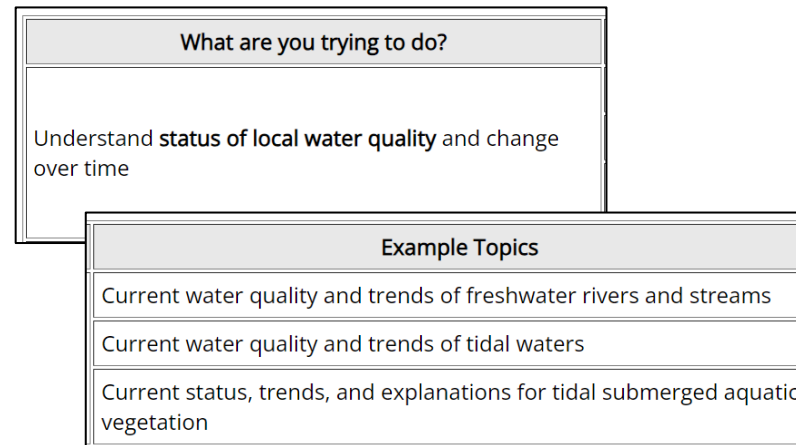 What are you trying to do?
Understand status of local water quality and change
over time
Example Topics
Current water quality and trends of freshwater rivers and streams
Current water quality and trends of tidal waters
Current status, trends, and explanations for tidal submerged aquatic
vegetation